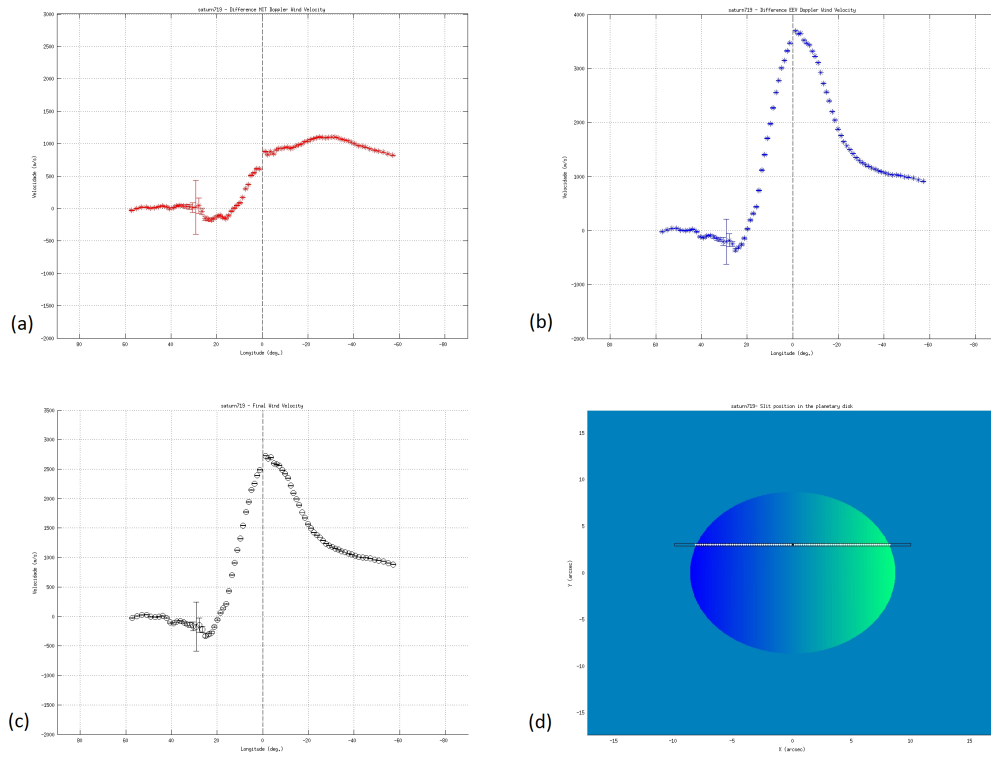 saturn719 - Difference MIT Doppler Wind Velocity
3000
2500
2000
1500
1000
500
0
-500
-1000
-1500
-2000
Velocidade (m/s)
80 60 40 20 0 -20 -40 -60 -80
Longitude (deg.)
(a)
saturn719 - Difference EEV Doppler Wind Velocity
4000
3000
2000
1000
0
-1000
-2000
Velocidade (m/s)
80 60 40 20 0 -20 -40 -60 -80
Longitude (deg.)
(b)
saturn719 - Final Wind Velocity
3500
3000
2500
2000
1500
1000
500
0
-500
-1000
-1500
-2000
Velocidade (m/s)
80 60 40 20 0 -20 -40 -60 -80
Longitude (deg.)
(c)
saturn719- Slit position in the planetary disk
15
10
5
0
-5
-10
-15
Y (arcsec)
-15 -10 -5 0 5 10 15
X (arcsec)
(d)